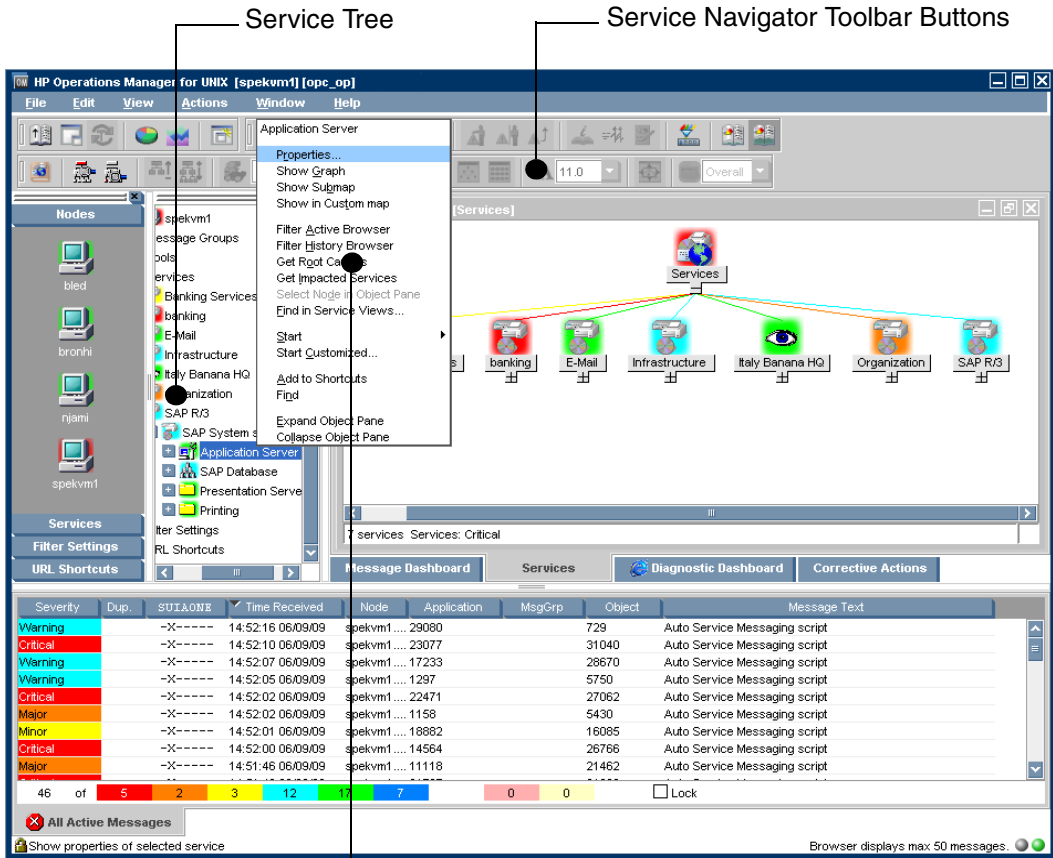 Service Tree
Service Navigator Toolbar Buttons
HP Operations Manager for UNIX [spekvm1] [opc_op]
File Edit View Actions Window Help
11.0
Overall
Application Server
Properties...
Show Graph
Show Submap
Show in Custom map
Filter Active Browser
Filter History Browser
Get Root Ca s
Get Impacted Services
Select Node in Object Pane
Find in Service Views...
Start
Start Customized...
Add to Shortcuts
Find
Expand Object Pane
Collapse Object Pane
Nodes
bled
bronhi
njami
spekvm1
Services
Filter Settings
URL Shortcuts
spekvm1
essage Groups
ools
ervices
Banking Services
banking
E-Mail
Infrastructure
Italy Banana HQ
anization
SAP R/3
SAP System s
Application Server
SAP Database
Presentation Serve
Printing
lter Settings
RL Shortcuts
[Services]
Services
s
banking
E-Mail
Infrastructure
Italy Banana HQ
Organization
SAP R/3
7 services Services: Critical
Message Dashboard Services Diagnostic Dashboard Corrective Actions
Severity Dup. SUIAONE Time Received Node Application MsgGrp Object Message Text
Warning -X----- 14:52:16 06/09/09 spekvm1.... 29080 729 Auto Service Messaging script
Critical -X----- 14:52:10 06/09/09 spekvm1.... 23077 31040 Auto Service Messaging script
Warning -X----- 14:52:07 06/09/09 spekvm1.... 17233 28670 Auto Service Messaging script
Warning -X----- 14:52:05 06/09/09 spekvm1.... 1297 5750 Auto Service Messaging script
Critical -X----- 14:52:02 06/09/09 spekvm1.... 22471 27062 Auto Service Messaging script
Major -X----- 14:52:02 06/09/09 spekvm1.... 1158 5430 Auto Service Messaging script
Minor -X----- 14:52:01 06/09/09 spekvm1.... 18882 16085 Auto Service Messaging script
Critical -X----- 14:52:00 06/09/09 spekvm1.... 14564 26766 Auto Service Messaging script
Major -X----- 14:51:46 06/09/09 spekvm1.... 11118 21462 Auto Service Messaging script
46 of 5 2 3 12 17 7 0 0 Lock
All Active Messages
Show properties of selected service
Browser displays max 50 messages.